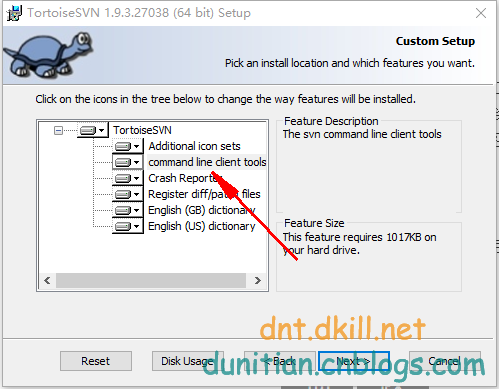 TortoiseSVN 1.9.3.27038 (64 bit) Setup
Custom Setup
Pick an install location and which features you want.
Click on the icons in the tree below to change the way features will be installed.
TortoiseSVN
Additional icon sets
command line client tools
Crash Reporter
Register diff/patch files
English (GB) dictionary
English (US) dictionary
Feature Description
The svn command line client tools
Feature Size
This feature requires 1017KB on
your hard drive.
dnt.dkill.net
dunitian.cnblogs.com
Reset
Disk Usage
< Back
Next >
Cancel